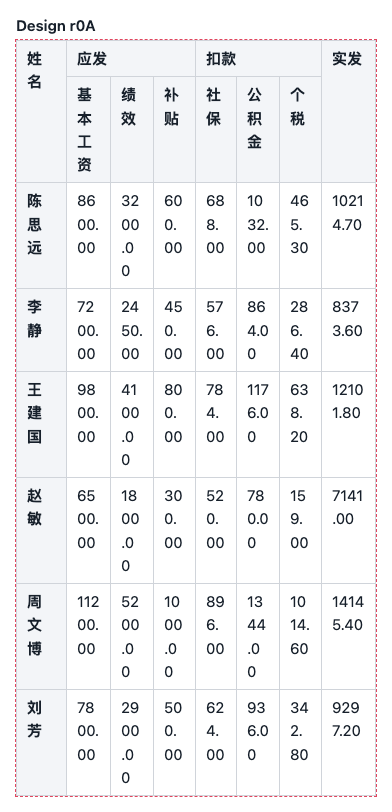 Design r0A
姓名 应发 扣款 实发
基本工资 绩效 补贴 社保 公积金 个税
陈思远 8600.00 3200.00 600.00 688.00 1032.00 465.30 10214.70
李静 7200.00 2450.00 450.00 576.00 864.00 286.40 8373.60
王建国 9800.00 4100.00 800.00 784.00 1176.00 638.20 12101.80
赵敏 6500.00 1800.00 300.00 520.00 780.00 159.00 7141.00
周文博 11200.00 5200.00 1000.00 896.00 1344.00 1014.60 14145.40
刘芳 7800.00 2900.00 500.00 624.00 936.00 342.80 9297.20